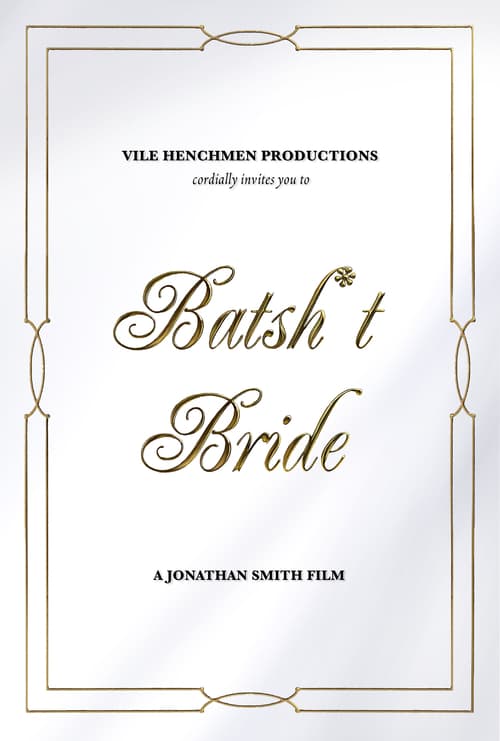 VILE HENCHMEN PRODUCTIONS
cordially invites you to
Batsh*t
Bride
A JONATHAN SMITH FILM